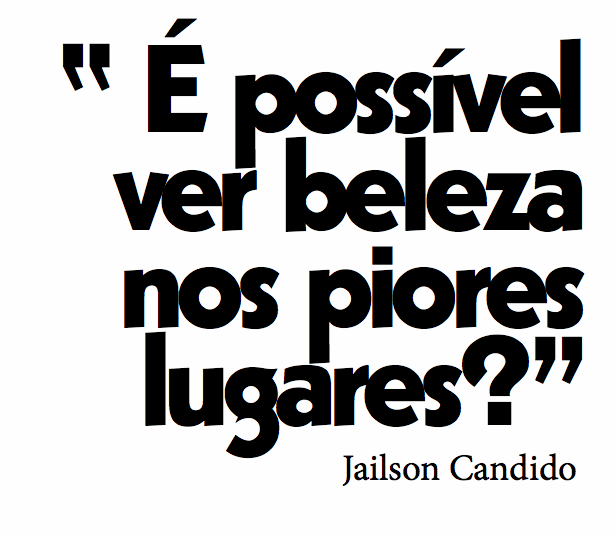 " É possível
ver beleza
nos piores
lugares?”
Jailson Candido